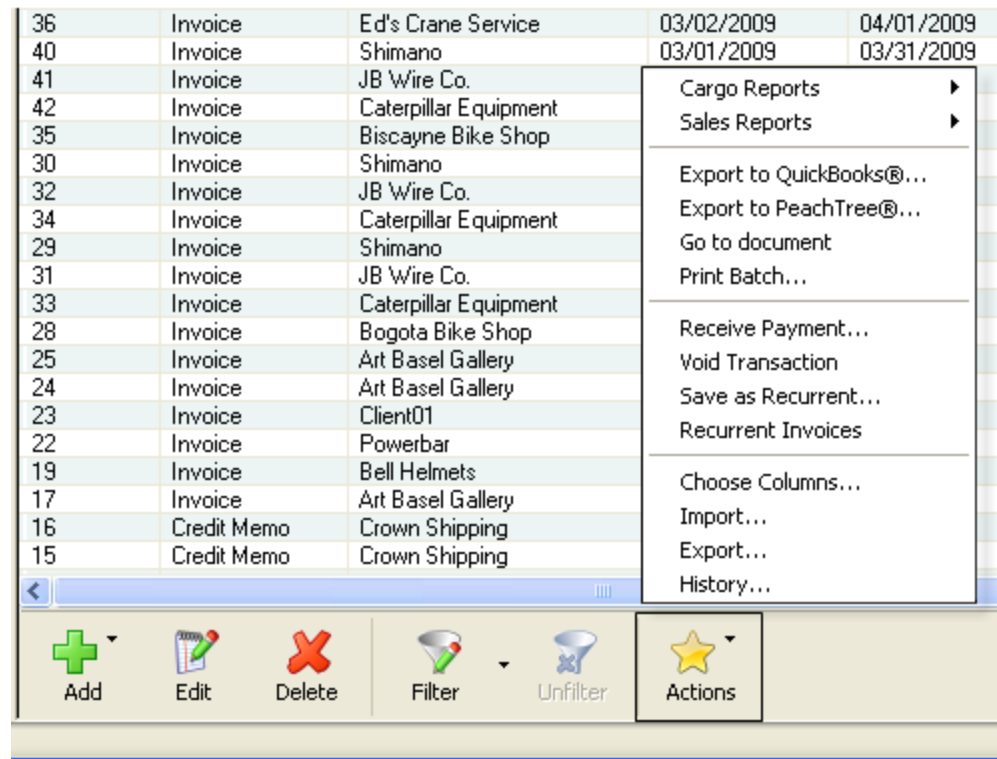 36 Invoice Ed's Crane Service 03/02/2009 04/01/2009
40 Invoice Shimano 03/01/2009 03/31/2009
41 Invoice JB Wire Co.
42 Invoice Caterpillar Equipment
35 Invoice Biscayne Bike Shop
30 Invoice Shimano
32 Invoice JB Wire Co.
34 Invoice Caterpillar Equipment
29 Invoice Shimano
31 Invoice JB Wire Co.
33 Invoice Caterpillar Equipment
28 Invoice Bogota Bike Shop
25 Invoice Art Basel Gallery
24 Invoice Art Basel Gallery
23 Invoice Client01
22 Invoice Powerbar
19 Invoice Bell Helmets
17 Invoice Art Basel Gallery
16 Credit Memo Crown Shipping
15 Credit Memo Crown Shipping
Cargo Reports
Sales Reports
Export to QuickBooks®...
Export to PeachTree®...
Go to document
Print Batch...
Receive Payment...
Void Transaction
Save as Recurrent...
Recurrent Invoices
Choose Columns...
Import...
Export...
History...
Add Edit Delete Filter Unfilter Actions